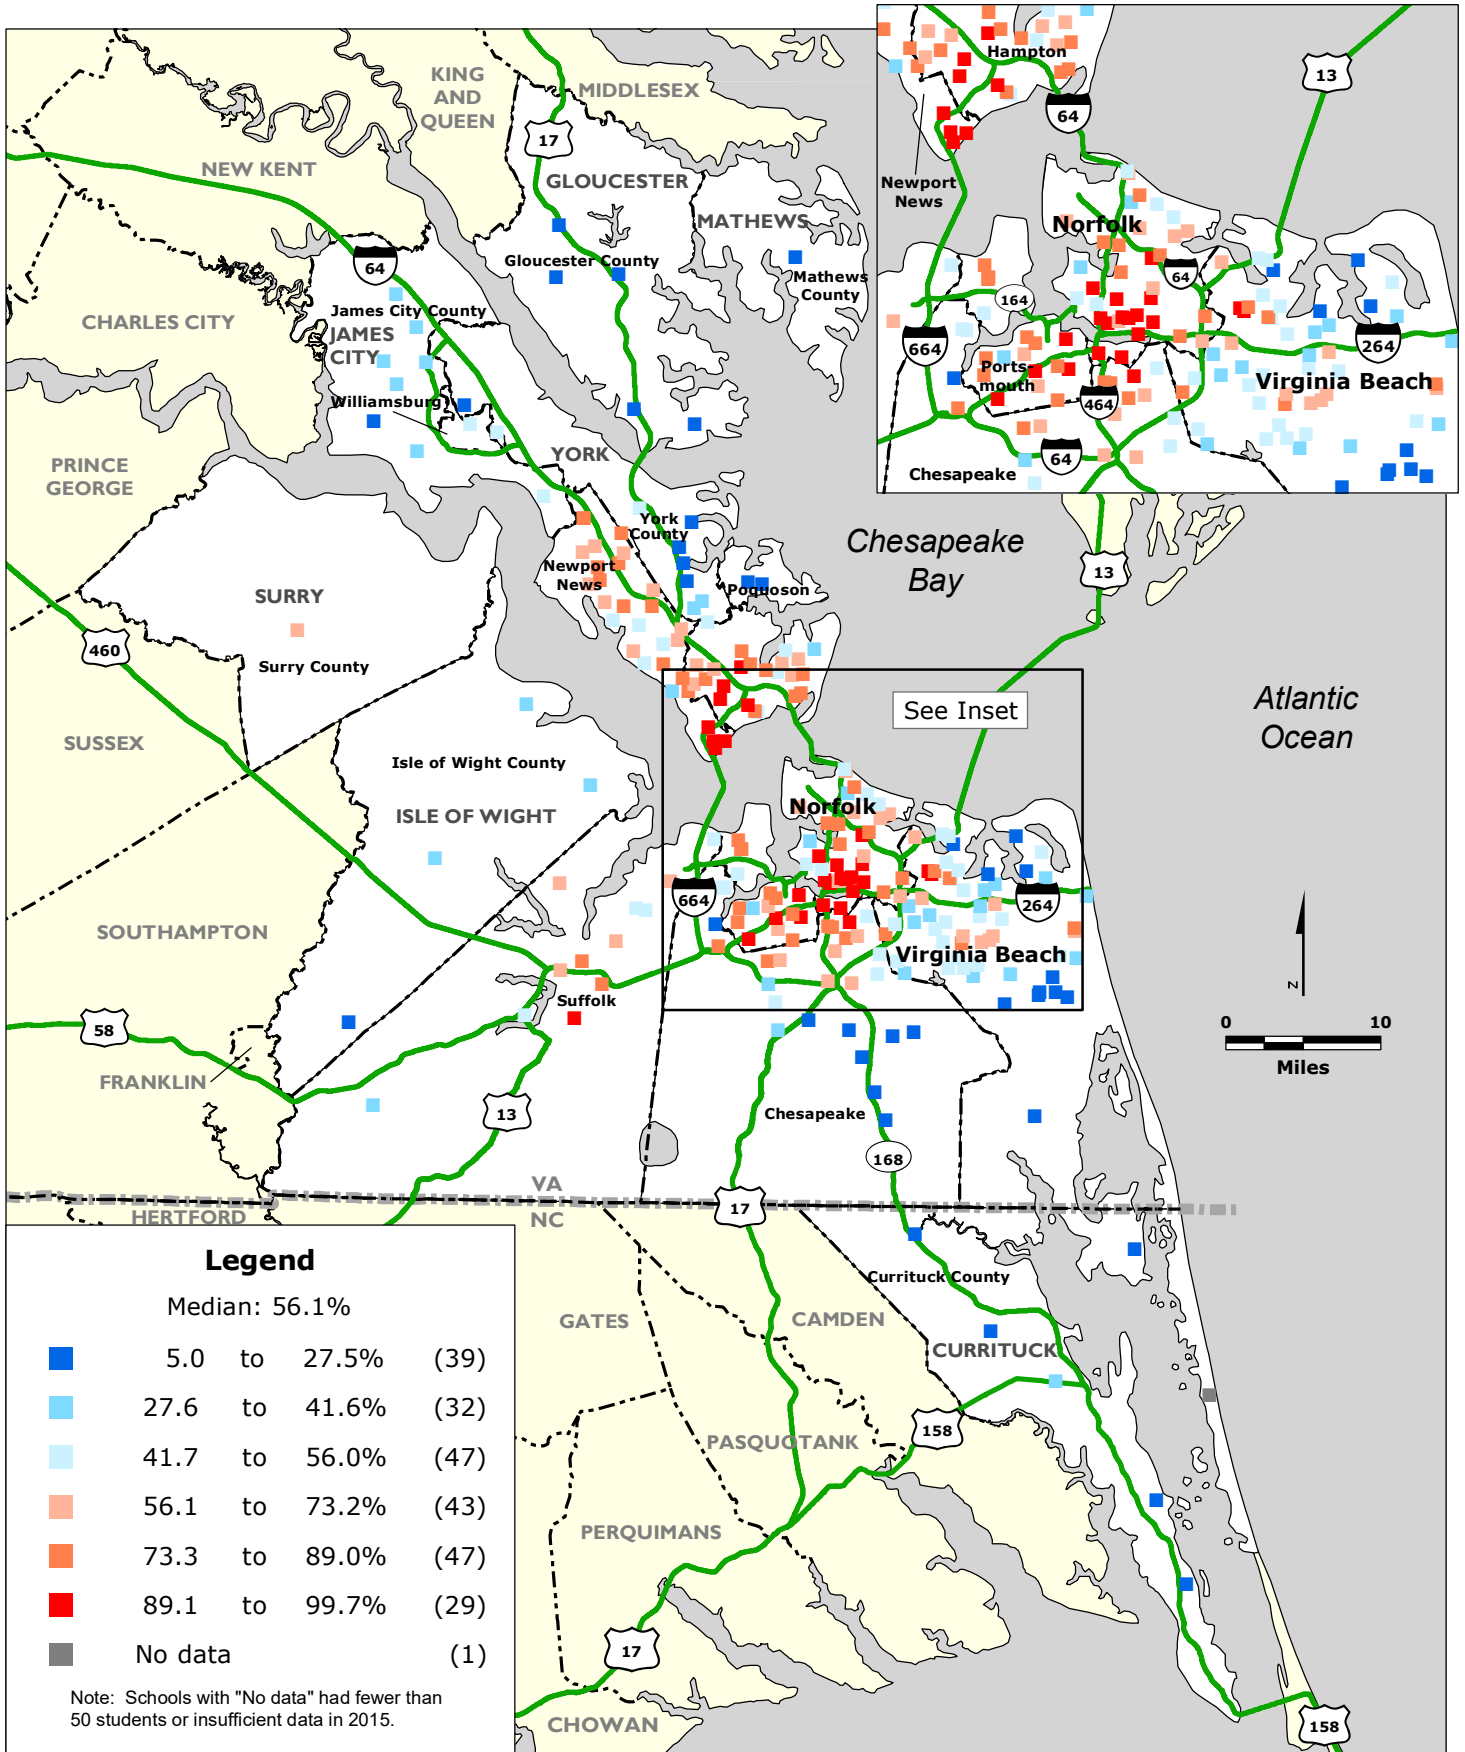 KING
AND
QUEEN
MIDDLESEX
17
NEW KENT
GLOUCESTER
MATHEWS
64
Gloucester County
Mathews
County
CHARLES CITY
James City County
JAMES
CITY
Williamsburg
PRINCE
GEORGE
YORK
York
County
Newport
News
Poquoson
SURRY
Surry County
460
SUSSEX
Isle of Wight County
ISLE OF WIGHT
SOUTHAMPTON
58
FRANKLIN
Suffolk
13
HERTFORD
VA
NC
Hampton
64
13
Newport
News
Norfolk
64
164
664
264
Ports-
mouth
464
Virginia Beach
64
Chesapeake
Chesapeake
Bay
13
Atlantic
Ocean
See Inset
Norfolk
664
264
Virginia Beach
N
0 10
Miles
Chesapeake
168
17
Currituck County
GATES
CAMDEN
CURRITUCK
PASQUOTANK
158
PERQUIMANS
17
CHOWAN
158
Legend
Median: 56.1%
5.0 to 27.5% (39)
27.6 to 41.6% (32)
41.7 to 56.0% (47)
56.1 to 73.2% (43)
73.3 to 89.0% (47)
89.1 to 99.7% (29)
No data (1)
Note: Schools with "No data" had fewer than
50 students or insufficient data in 2015.